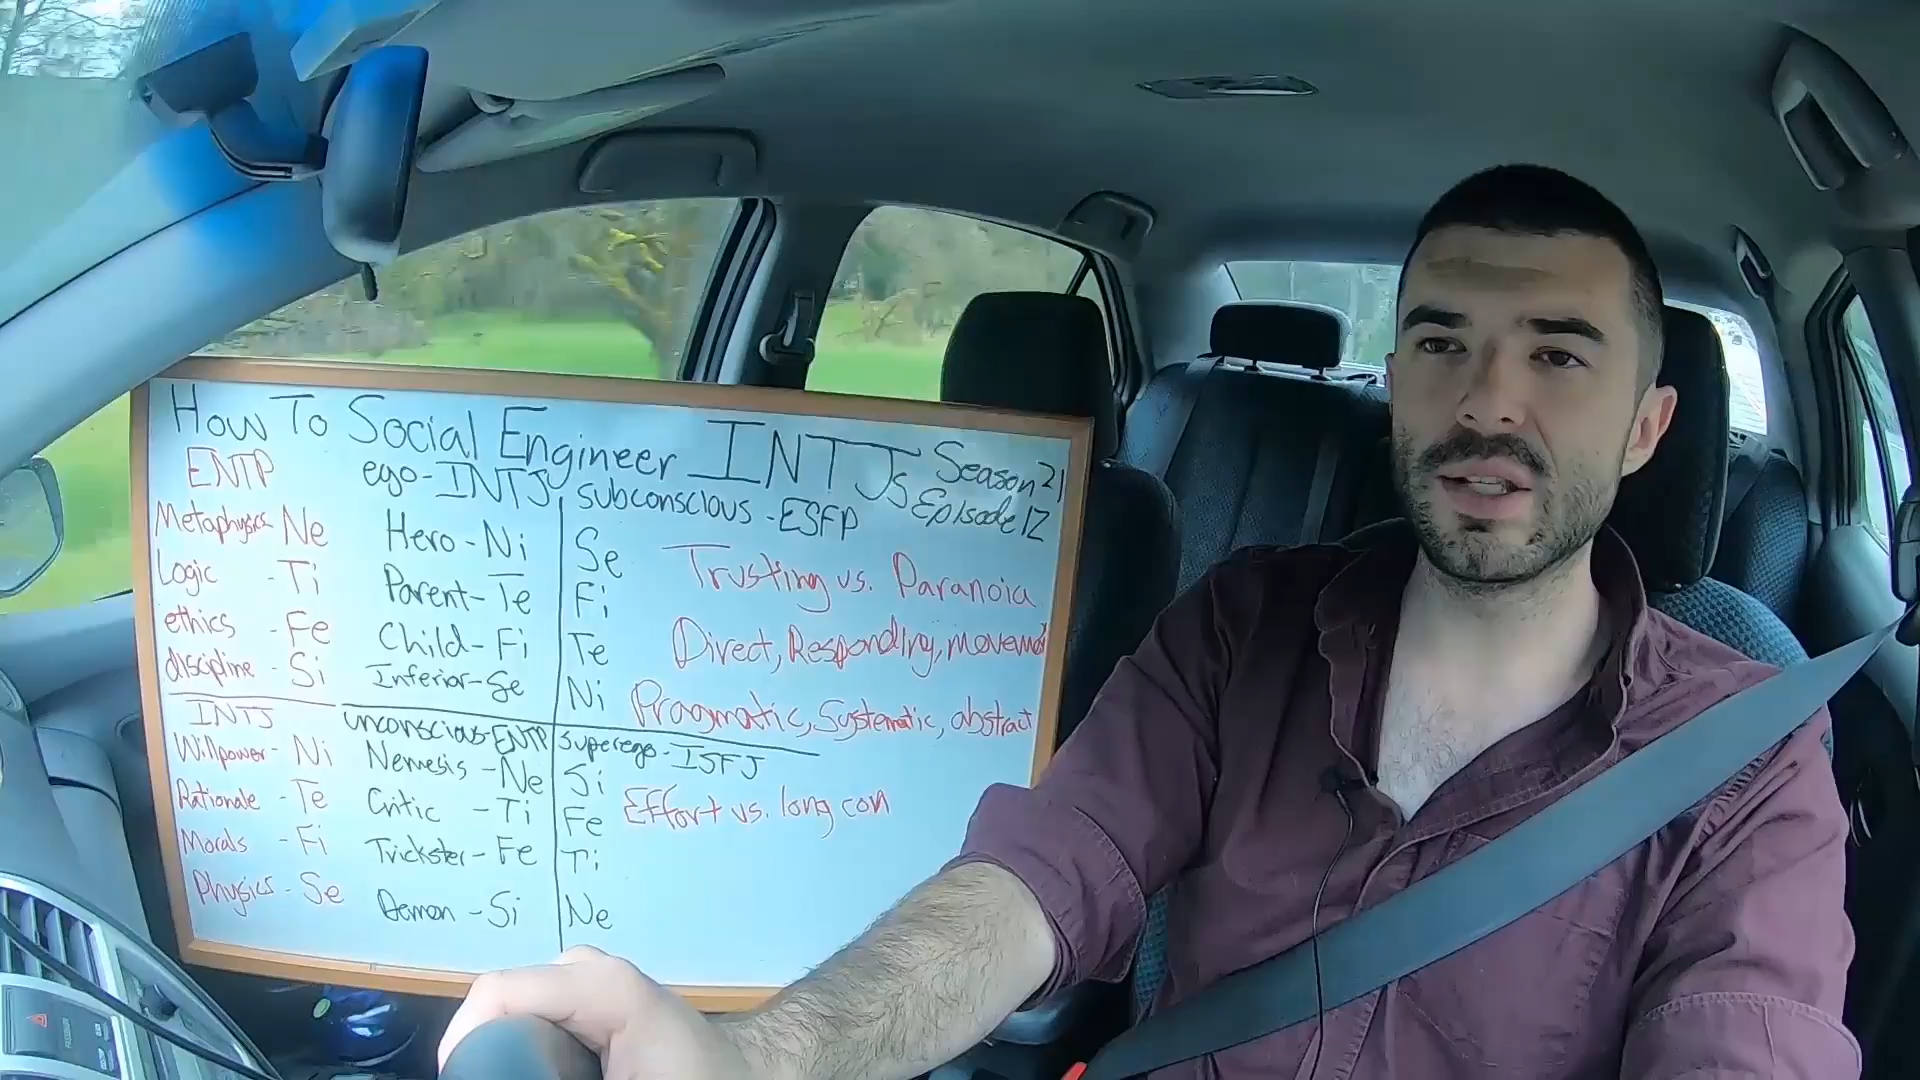 How To Social Engineer INTJs
Season 21
Episode 12
ENTP
ego-INTJ
subconscious-ESFP
Metaphysics Ne
Logic -Ti
ethics - Fe
discipline - Si
Hero-Ni
Parent-Te
Child-Fi
Inferior-Se
Se
Fi
Te
Ni
Trusting vs. Paranoia
Direct, Responding, movement
Pragmatic, Systematic, abstract
INTJ
Willpower- Ni
Rationale - Te
Morals - Fi
Physics - Se
unconscious-ENTP
Nemesis -Ne
Critic -Ti
Trickster-Fe
Demon -Si
superego-ISFJ
Si
Fe
Ti
Ne
Effort vs. long con